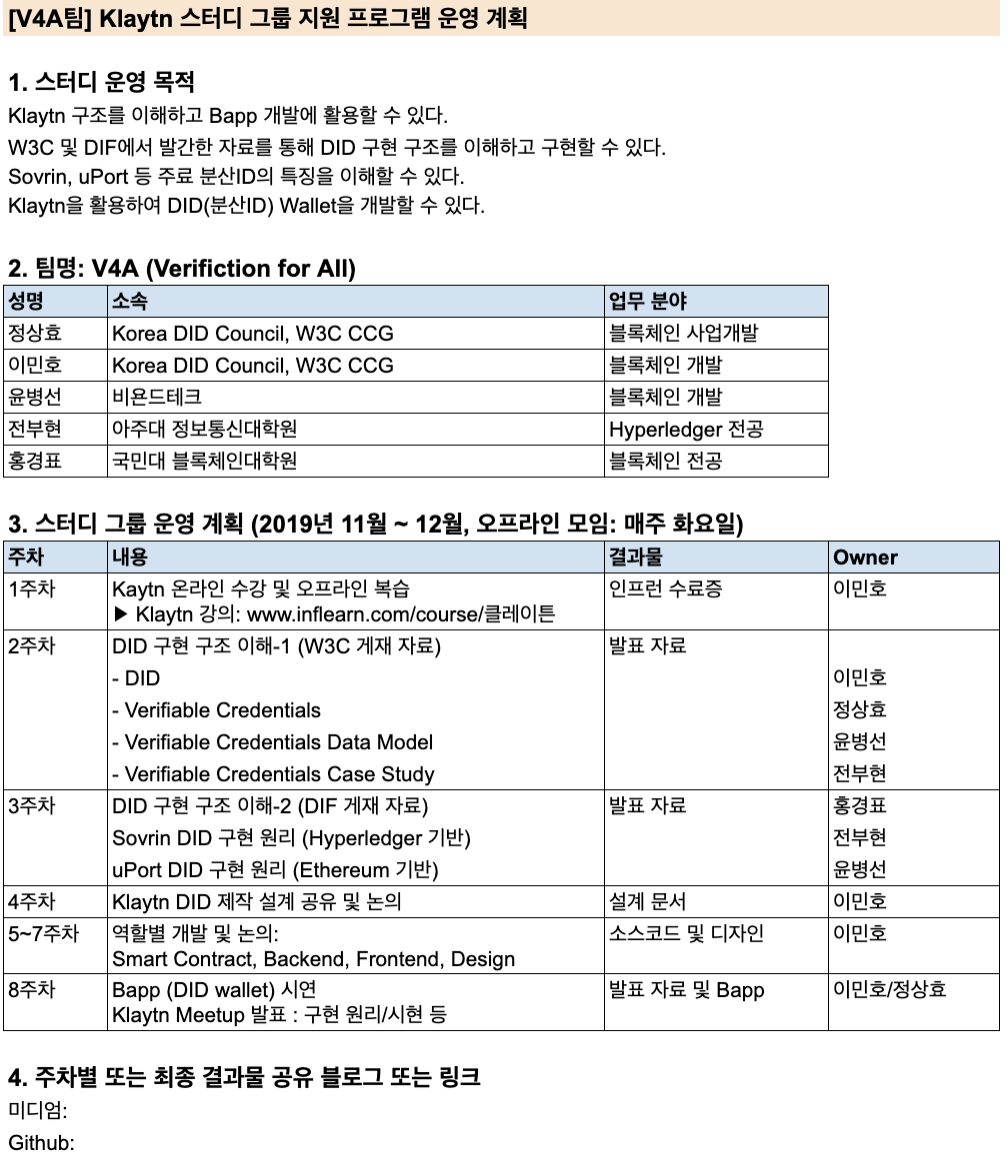 [V4A팀] Klaytn 스터디 그룹 지원 프로그램 운영 계획
1. 스터디 운영 목적
Klaytn 구조를 이해하고 Bapp 개발에 활용할 수 있다.
W3C 및 DIF에서 발간한 자료를 통해 DID 구현 구조를 이해하고 구현할 수 있다.
Sovrin, uPort 등 주료 분산ID의 특징을 이해할 수 있다.
Klaytn을 활용하여 DID(분산ID) Wallet을 개발할 수 있다.
2. 팀명: V4A (Verifiction for All)
성명 소속 업무 분야
정상효 Korea DID Council, W3C CCG 블록체인 사업개발
이민호 Korea DID Council, W3C CCG 블록체인 개발
윤병선 비욘드테크 블록체인 개발
전부현 아주대 정보통신대학원 Hyperledger 전공
홍경표 국민대 블록체인대학원 블록체인 전공
3. 스터디 그룹 운영 계획 (2019년 11월 ~ 12월, 오프라인 모임: 매주 화요일)
주차 내용 결과물 Owner
1주차 Kaytn 온라인 수강 및 오프라인 복습 인프런 수료증 이민호
▶ Klaytn 강의: www.inflearn.com/course/클레이튼
2주차 DID 구현 구조 이해-1 (W3C 게재 자료) 발표 자료
- DID 이민호
- Verifiable Credentials 정상효
- Verifiable Credentials Data Model 윤병선
- Verifiable Credentials Case Study 전부현
3주차 DID 구현 구조 이해-2 (DIF 게재 자료) 발표 자료 홍경표
Sovrin DID 구현 원리 (Hyperledger 기반) 전부현
uPort DID 구현 원리 (Ethereum 기반) 윤병선
4주차 Klaytn DID 제작 설계 공유 및 논의 설계 문서 이민호
5~7주차 역할별 개발 및 논의: 소스코드 및 디자인 이민호
Smart Contract, Backend, Frontend, Design
8주차 Bapp (DID wallet) 시연 발표 자료 및 Bapp 이민호/정상효
Klaytn Meetup 발표 : 구현 원리/시현 등
4. 주차별 또는 최종 결과물 공유 블로그 또는 링크
미디엄:
Github: